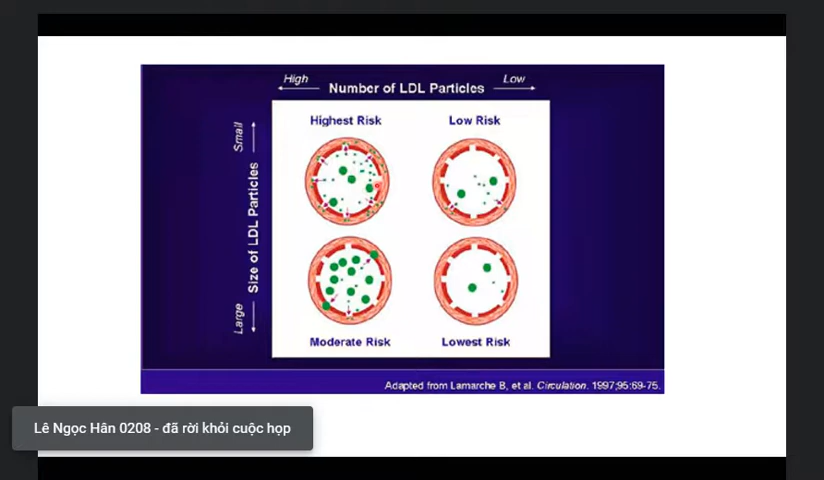 High
Number of LDL Particles
Low
Highest Risk
Low Risk
Small
Size of LDL Particles
Large
Moderate Risk
Lowest Risk
Adapted from Lamarche B, et al. Circulation. 1997;95:69-75.
Lê Ngọc Hân 0208 - đã rời khỏi cuộc họp